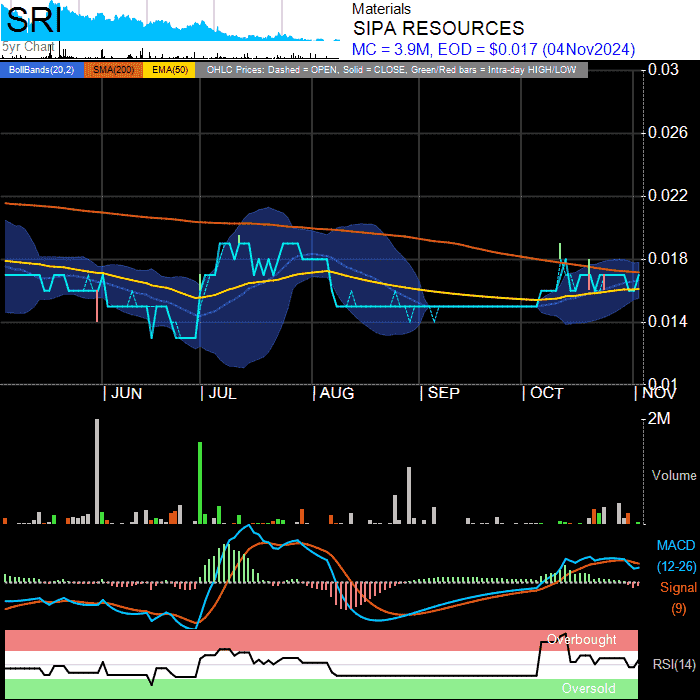 SRI
5yr Chart
Materials
SIPA RESOURCES
MC = 3.9M, EOD = $0.017 (04Nov2024)
BollBands(20,2) SMA(200) EMA(50) OHLC Prices: Dashed = OPEN, Solid = CLOSE, Green/Red bars = Intra-day HIGH/LOW
0.03
0.026
0.022
0.018
0.014
0.01
JUN JUL AUG SEP OCT NOV
2M
Volume
MACD
(12-26)
Signal
(9)
Overbought
RSI(14)
Oversold